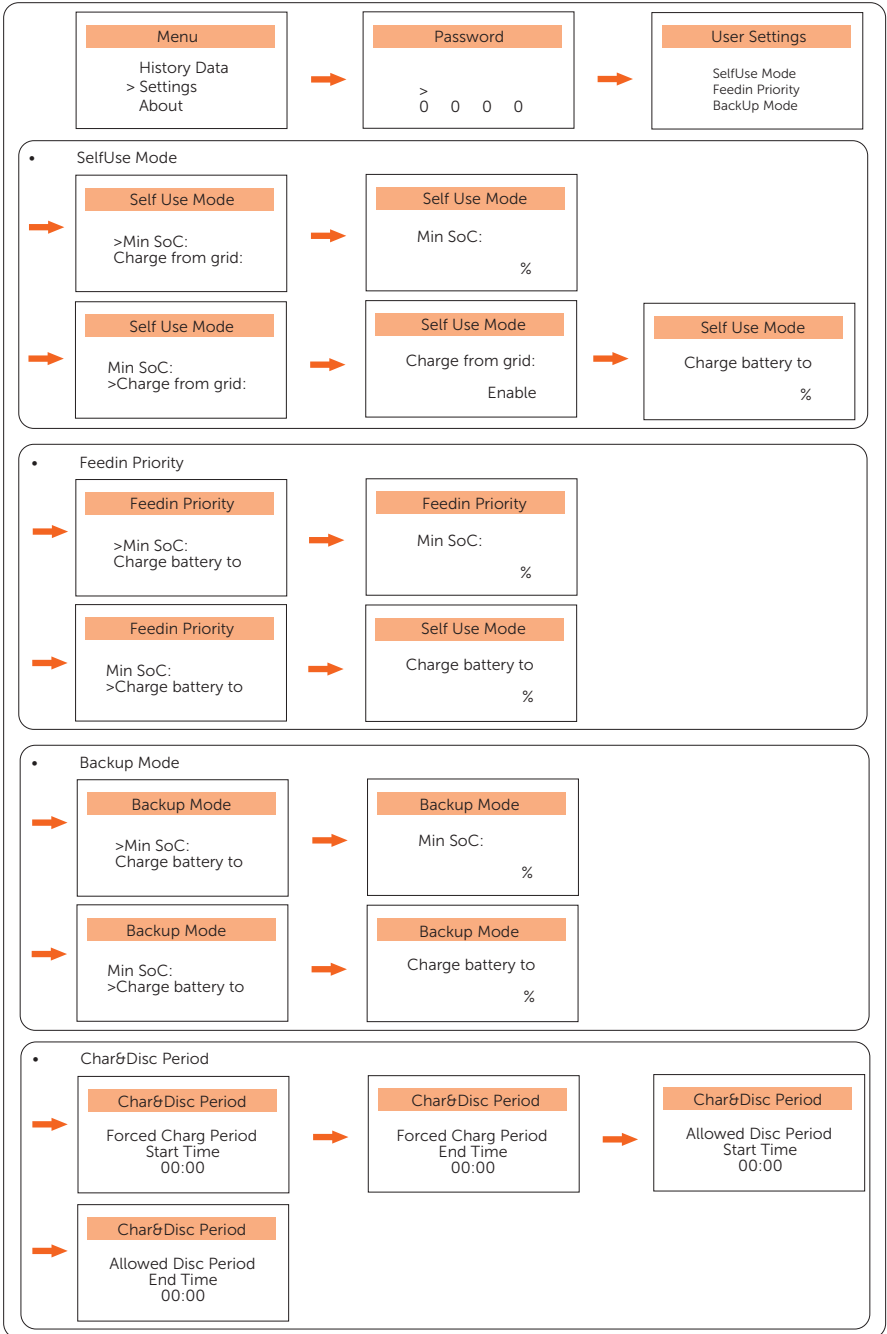 Menu
History Data
> Settings
About
Password
>
0 0 0 0
User Settings
SelfUse Mode
Feedin Priority
BackUp Mode
• SelfUse Mode
Self Use Mode
>Min SoC:
Charge from grid:
Self Use Mode
Min SoC:
%
Self Use Mode
Min SoC:
>Charge from grid:
Self Use Mode
Charge from grid:
Enable
Self Use Mode
Charge battery to
%
• Feedin Priority
Feedin Priority
>Min SoC:
Charge battery to
Feedin Priority
Min SoC:
%
Feedin Priority
Min SoC:
>Charge battery to
Self Use Mode
Charge battery to
%
• Backup Mode
Backup Mode
>Min SoC:
Charge battery to
Backup Mode
Min SoC:
%
Backup Mode
Min SoC:
>Charge battery to
Backup Mode
Charge battery to
%
• Char&Disc Period
Char&Disc Period
Forced Charg Period
Start Time
00:00
Char&Disc Period
Forced Charg Period
End Time
00:00
Char&Disc Period
Allowed Disc Period
Start Time
00:00
Char&Disc Period
Allowed Disc Period
End Time
00:00